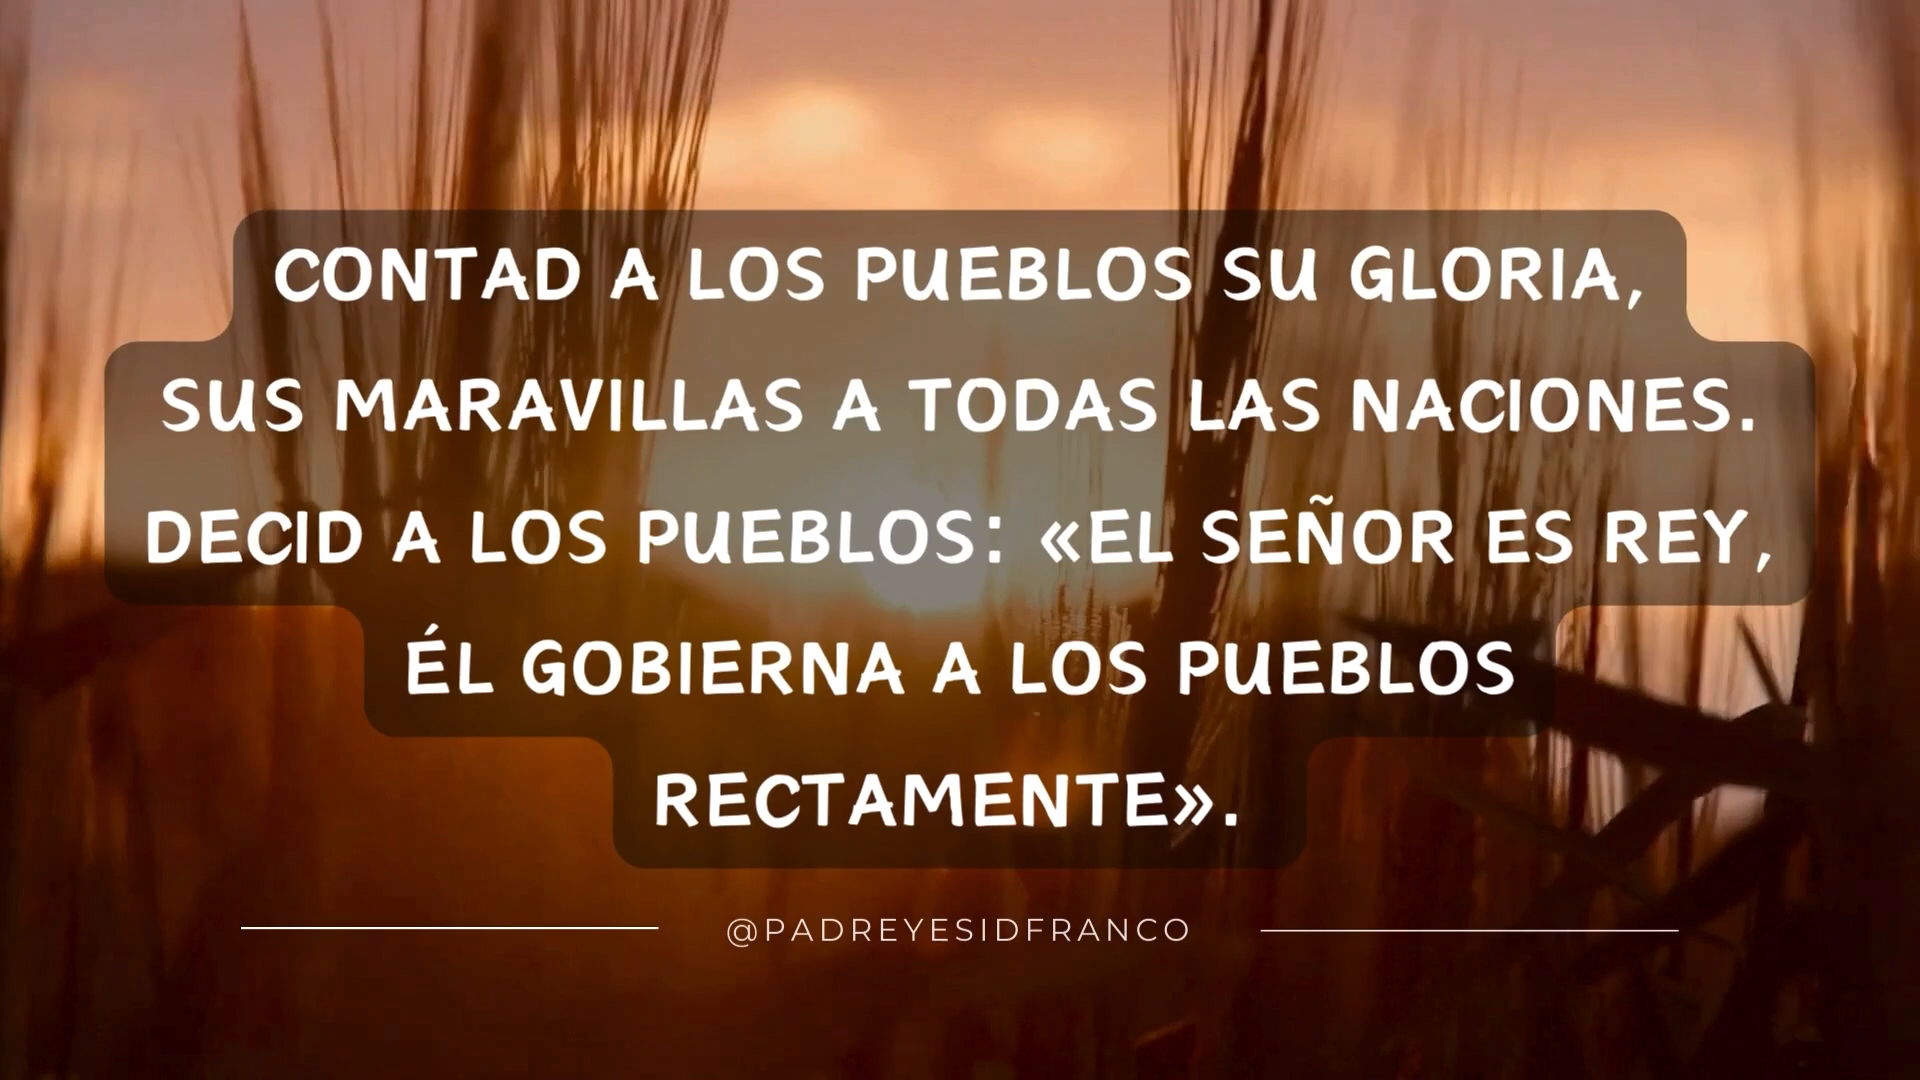 CONTAD A LOS PUEBLOS SU GLORIA,
SUS MARAVILLAS A TODAS LAS NACIONES.
DECID A LOS PUEBLOS: «EL SEÑOR ES REY,
ÉL GOBIERNA A LOS PUEBLOS
RECTAMENTE».
@PADREYESIDFRANCO